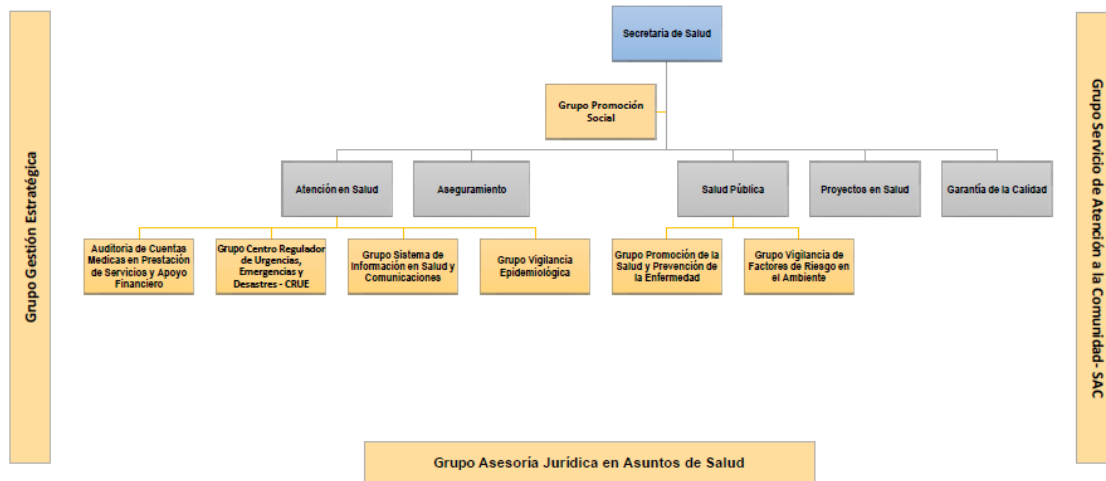 Secretaria de Salud
Grupo Promoción
Social
Atención en Salud
Aseguramiento
Salud Pública
Proyectos en Salud
Garantía de la Calidad
Auditoria de Cuentas
Medicas en Prestación
de Servicios y Apoyo
Financiero
Grupo Centro Regulador
de Urgencias,
Emergencias y
Desastres - CRUE
Grupo Sistema de
Información en Salud y
Comunicaciones
Grupo Vigilancia
Epidemiológica
Grupo Promoción de la
Salud y Prevención de
la Enfermedad
Grupo Vigilancia de
Factores de Riesgo en
el Ambiente
Grupo Gestión Estratégica
Grupo Servicio de Atención a la Comunidad- SAC
Grupo Asesoría Jurídica en Asuntos de Salud